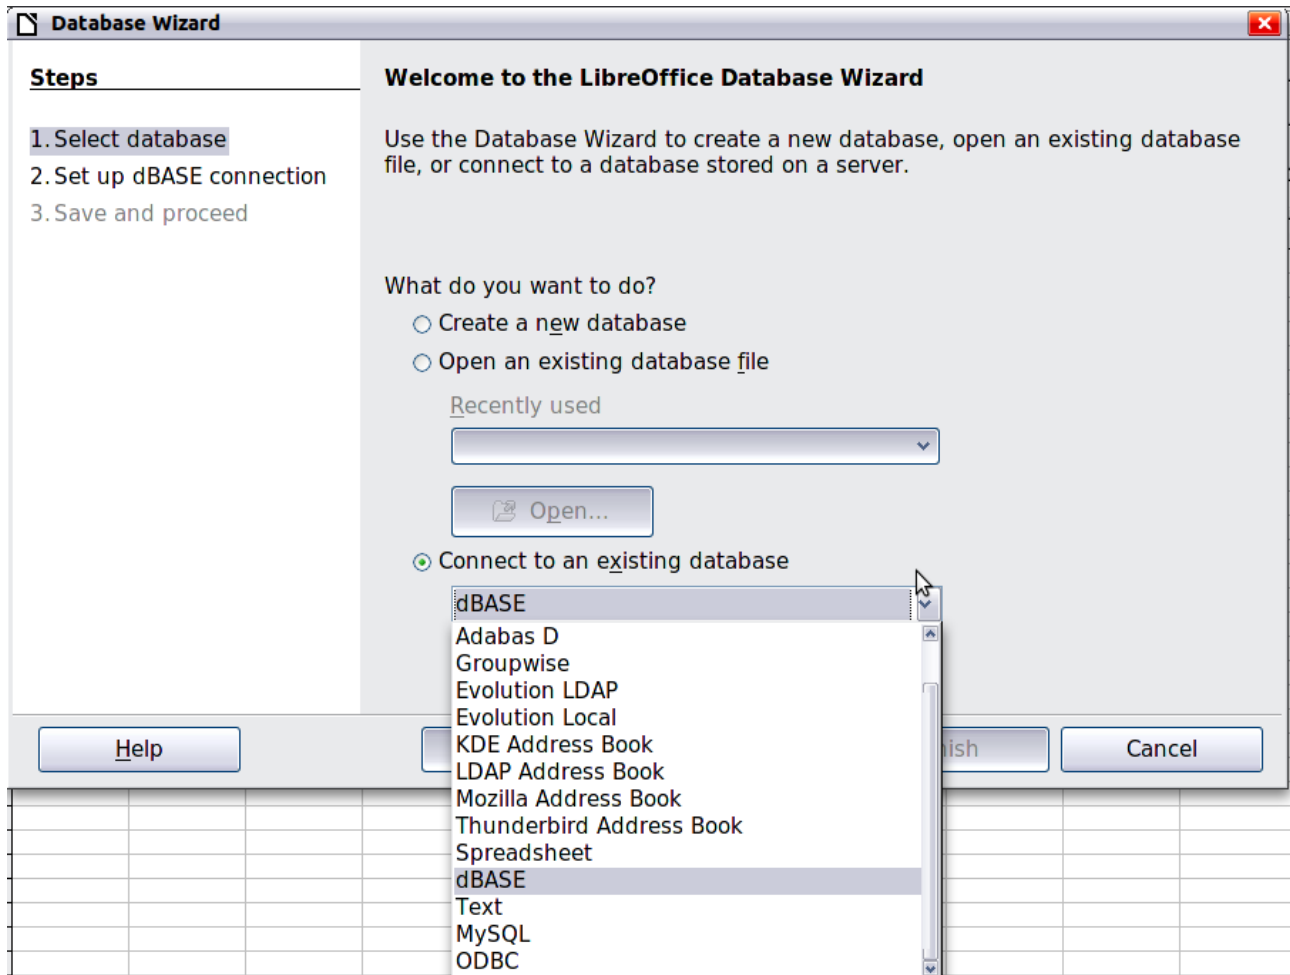 Database Wizard
Steps
1. Select database
2. Set up dBASE connection
3. Save and proceed
Welcome to the LibreOffice Database Wizard
Use the Database Wizard to create a new database, open an existing database
file, or connect to a database stored on a server.
What do you want to do?
Create a new database
Open an existing database file
Recently used
Open...
Connect to an existing database
dBASE
Adabas D
Groupwise
Evolution LDAP
Evolution Local
KDE Address Book
LDAP Address Book
Mozilla Address Book
Thunderbird Address Book
Spreadsheet
dBASE
Text
MySQL
ODBC
Help
Cancel